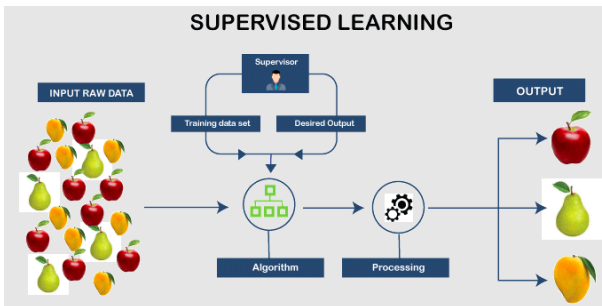 SUPERVISED LEARNING
Supervisor
INPUT RAW DATA
OUTPUT
Training data set
Desired Output
Algorithm
Processing